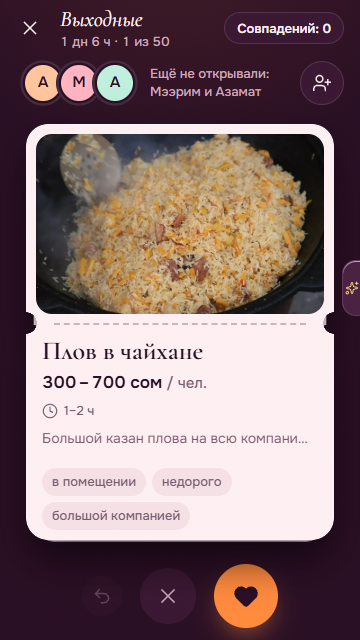 Выходные
1 дн 6 ч · 1 из 50
Совпадений: 0
А М А
Ещё не открывали:
Мээрим и Азамат
Плов в чайхане
300 – 700 сом / чел.
1–2 ч
Большой казан плова на всю компани...
в помещении недорого
большой компанией